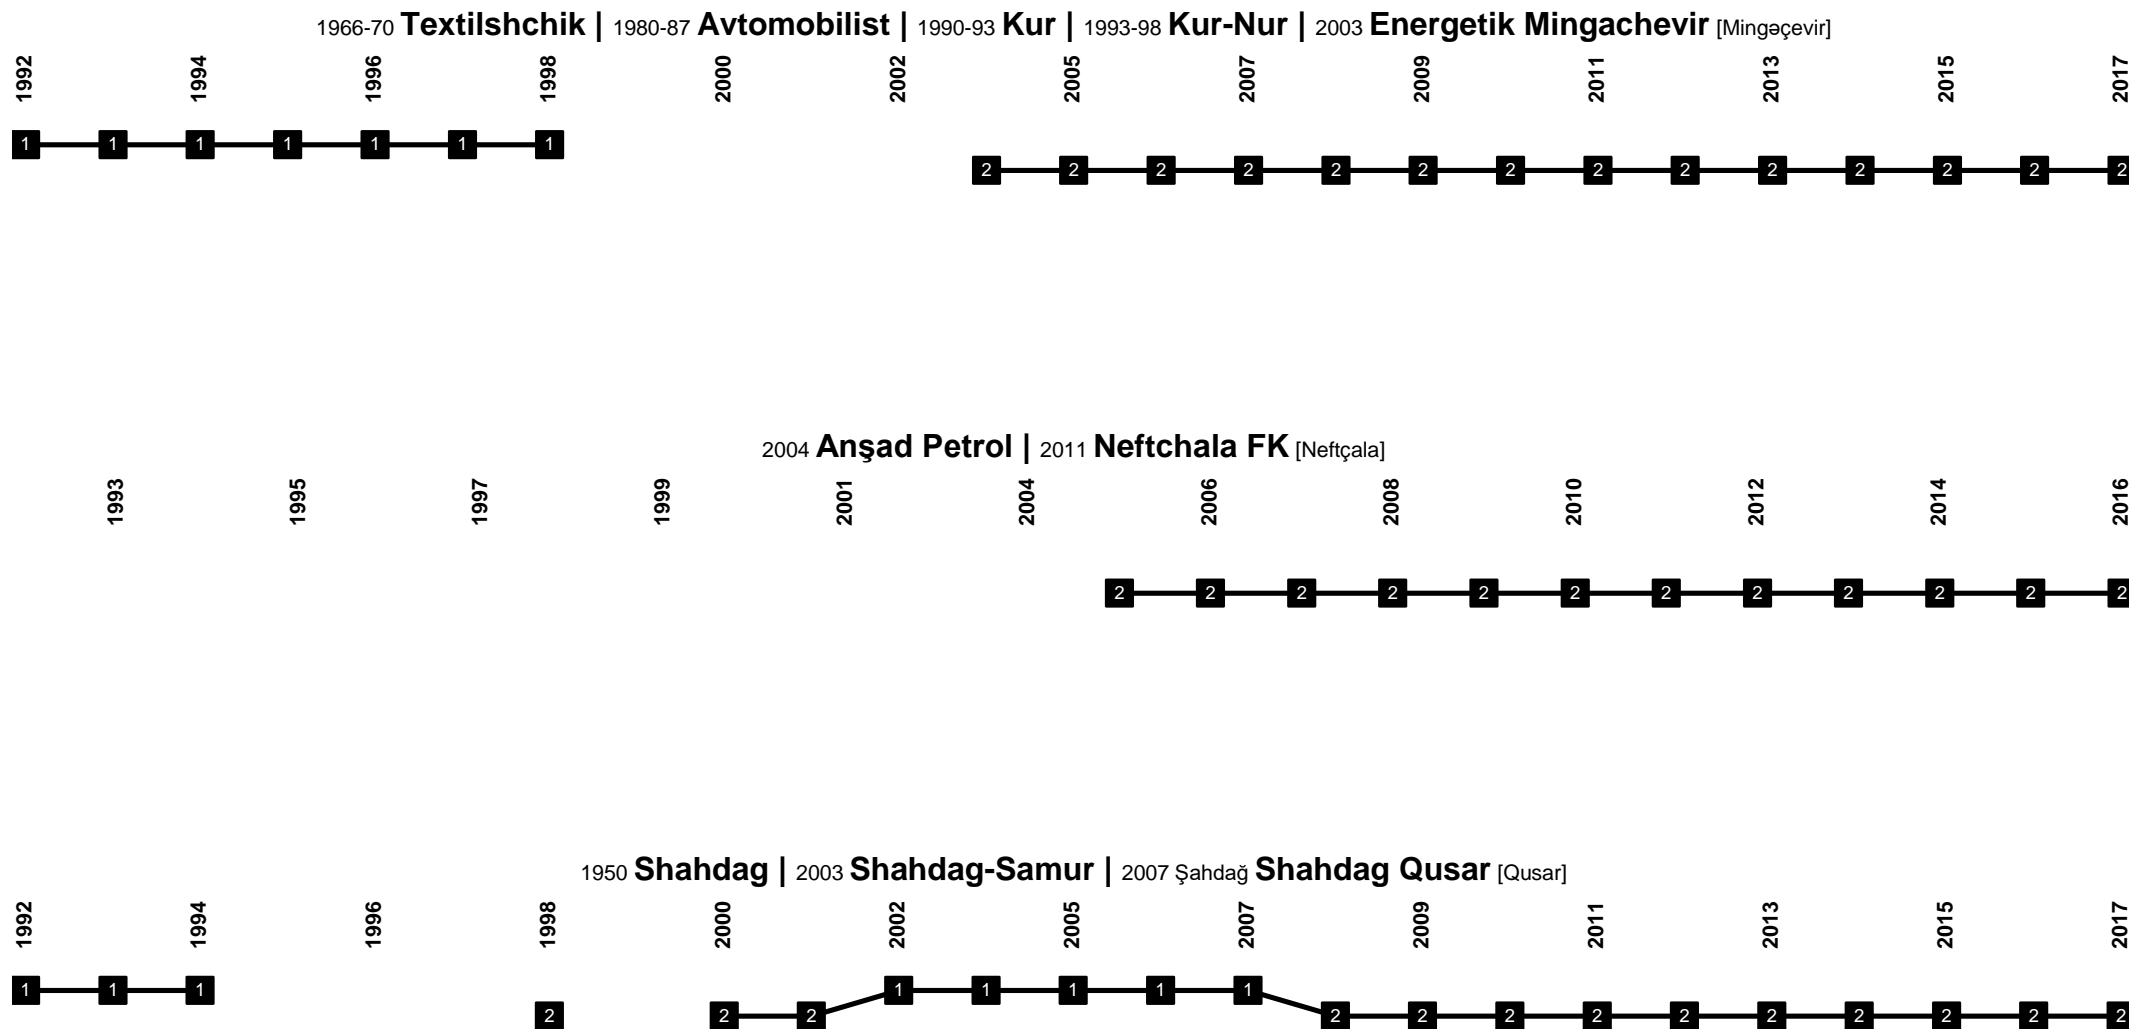 1966-70 Textilshchik | 1980-87 Avtomobilist | 1990-93 Kur | 1993-98 Kur-Nur | 2003 Energetik Mingachevir [Mingəçevir]
1992 1994 1996 1998 2000 2002 2005 2007 2009 2011 2013 2015 2017
1 1 1 1 1 1 1
2 2 2 2 2 2 2 2 2 2 2 2 2 2
2004 Anşad Petrol | 2011 Neftchala FK [Neftçala]
1993 1995 1997 1999 2001 2004 2006 2008 2010 2012 2014 2016
2 2 2 2 2 2 2 2 2 2 2 2
1950 Shahdag | 2003 Shahdag-Samur | 2007 Şahdağ Shahdag Qusar [Qusar]
1992 1994 1996 1998 2000 2002 2005 2007 2009 2011 2013 2015 2017
1 1 1 1 1 1 1 1
2 2 2 2 2 2 2 2 2 2 2 2 2